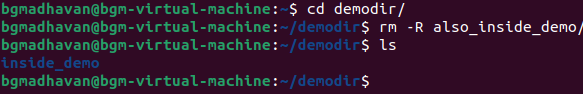 bgmadhavan@bgm-virtual-machine:~$ cd demodir/
bgmadhavan@bgm-virtual-machine:~/demodir$ rm -R also_inside_demo/
bgmadhavan@bgm-virtual-machine:~/demodir$ ls
inside_demo
bgmadhavan@bgm-virtual-machine:~/demodir$